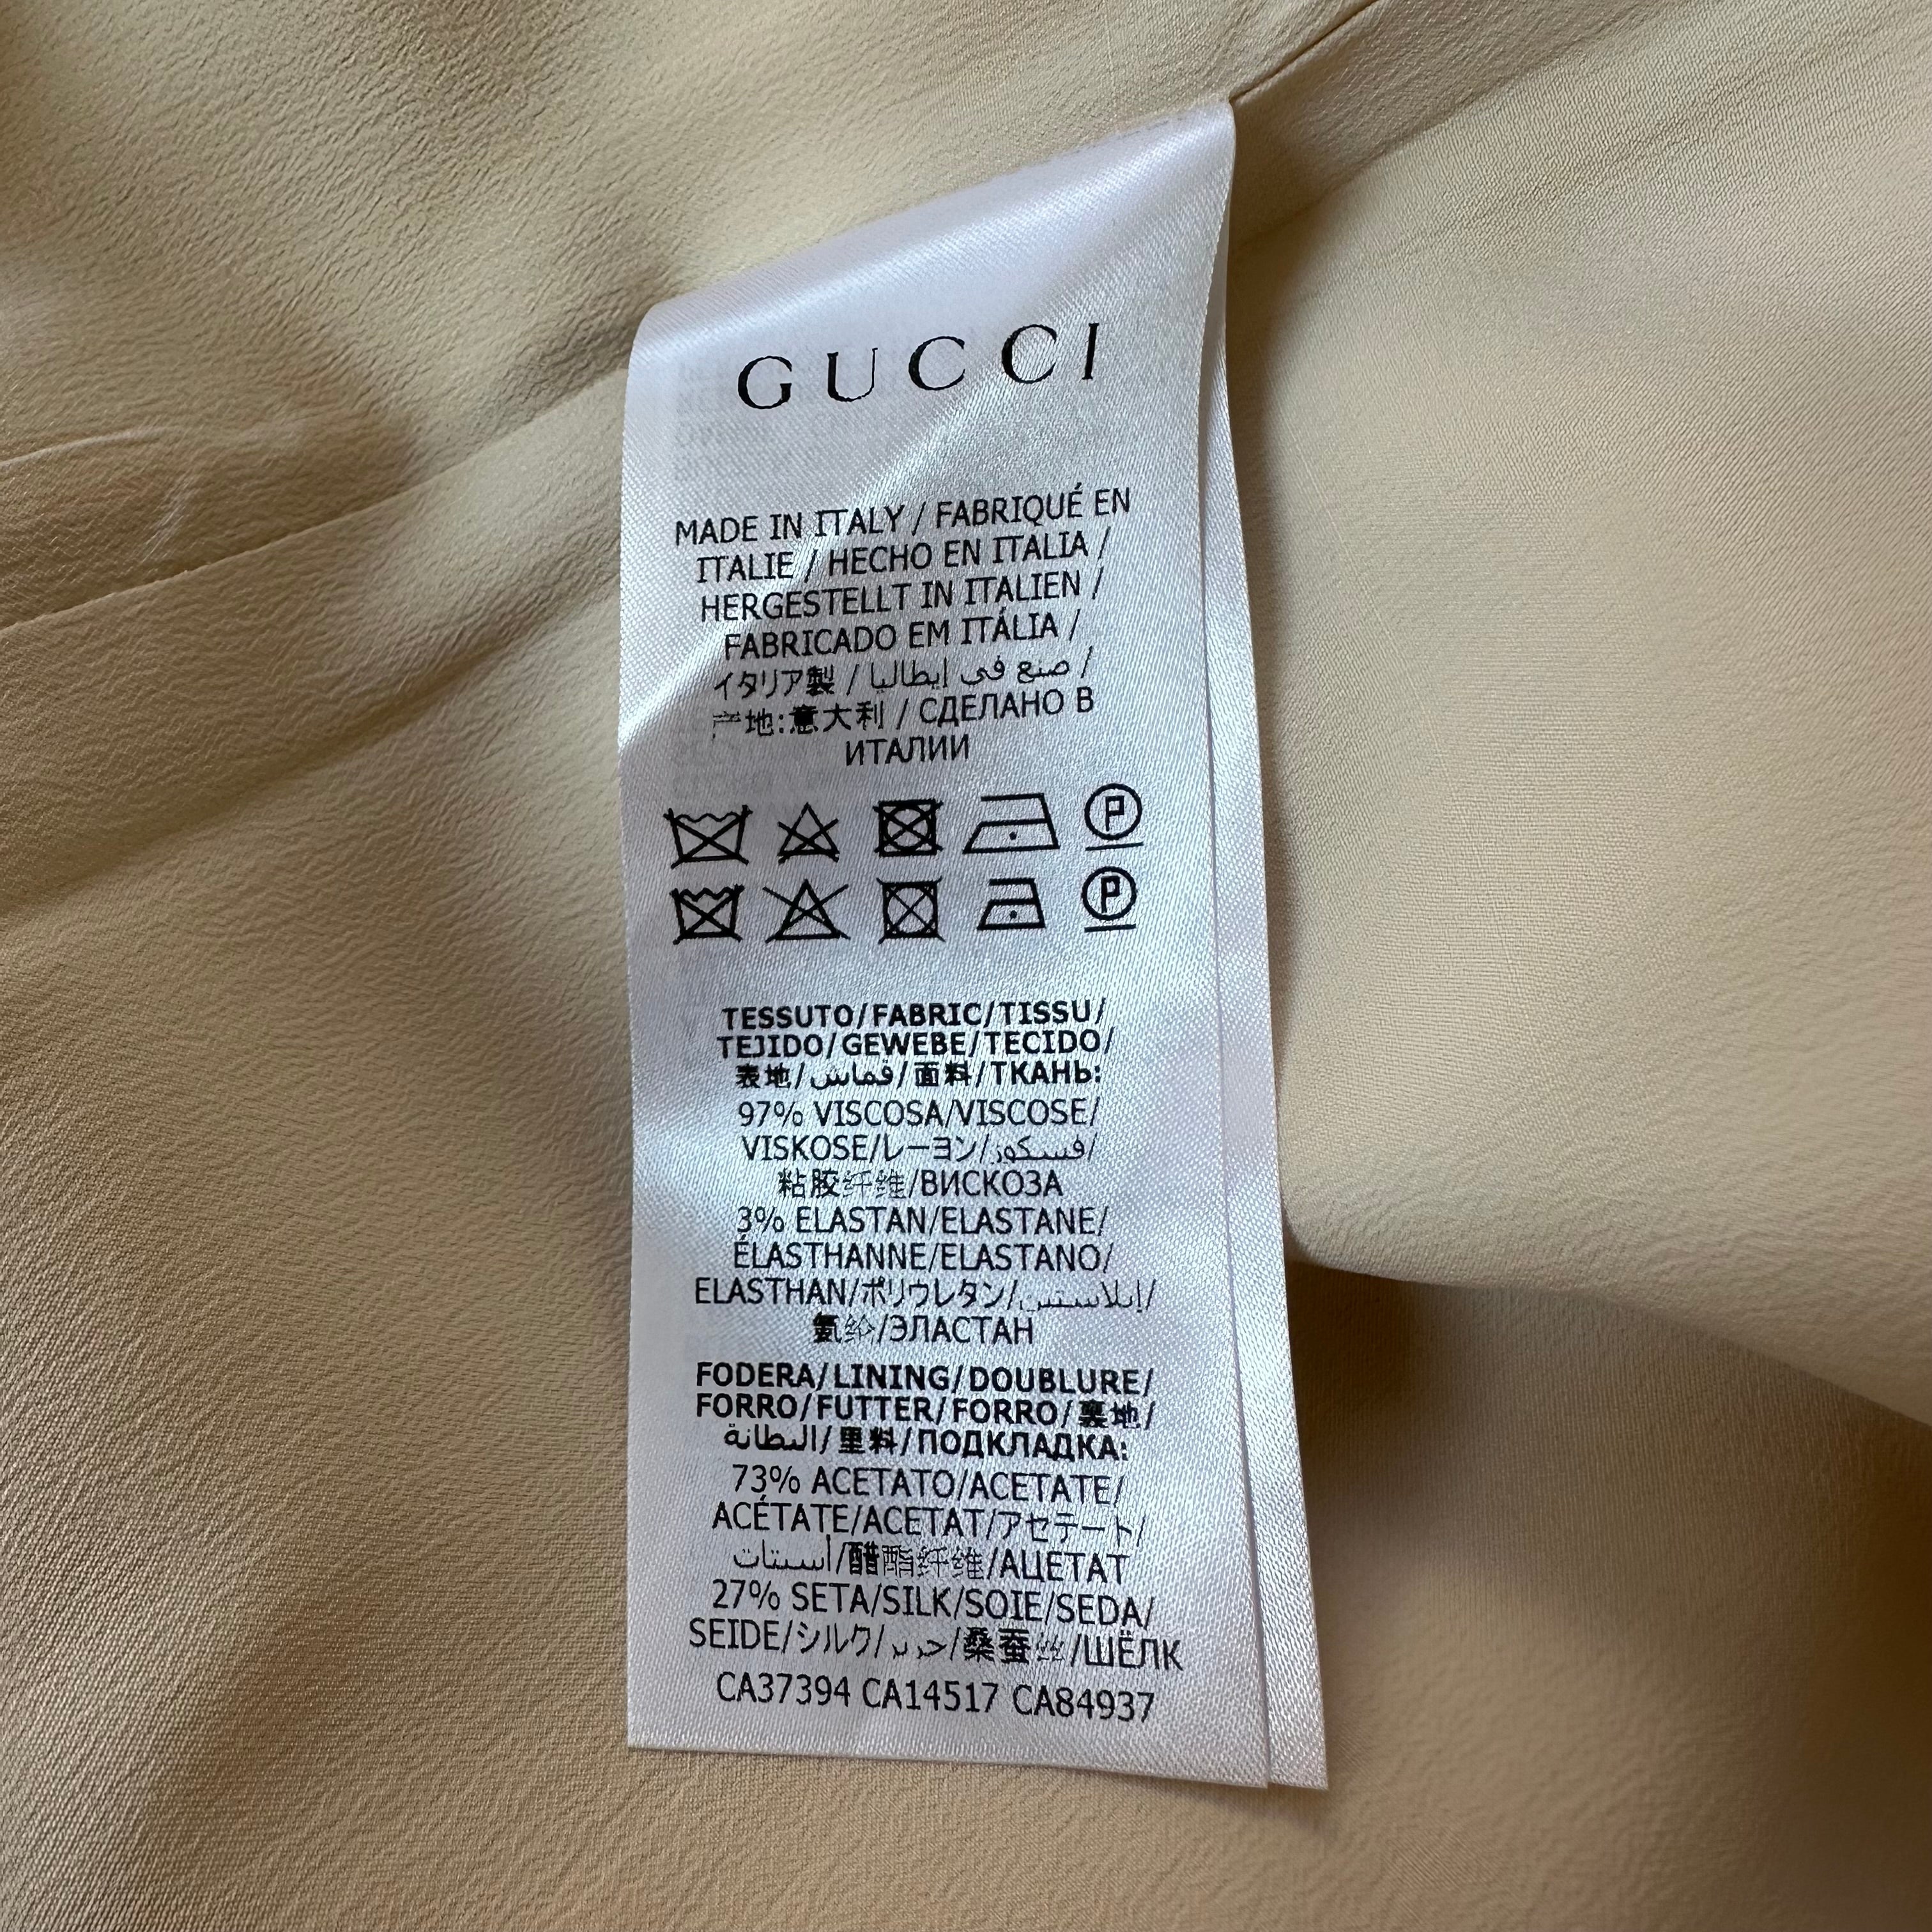 GUCCI
MADE IN ITALY / FABRIQUÉ EN
ITALIE / HECHO EN ITALIA /
HERGESTELLT IN ITALIEN /
FABRICADO EM ITÁLIA /
イタリア製 / صنع في إيطاليا /
产地:意大利 / СДЕЛАНО В
ИТАЛИИ
P
P
TESSUTO/FABRIC/TISSU/
TEJIDO/GEWEBE/TECIDO/
表地/قماش/面料/ТКАНЬ:
97% VISCOSA/VISCOSE/
VISKOSE/レーヨン/فسكوز/
粘胶纤维/ВИСКОЗА
3% ELASTAN/ELASTANE/
ÉLASTHANNE/ELASTANO/
ELASTHAN/ポリウレタン/إيلاستين/
氨纶/ЭЛАСТАН
FODERA/LINING/DOUBLURE/
FORRO/FUTTER/FORRO/裏地/
البطانة/里料/ПОДКЛАДКА:
73% ACETATO/ACETATE/
ACÉTATE/ACETAT/アセテート/
أسيتات/醋酯纤维/АЦЕТАТ
27% SETA/SILK/SOIE/SEDA/
SEIDE/シルク/حرير/桑蚕丝/ШЁЛК
CA37394 CA14517 CA84937